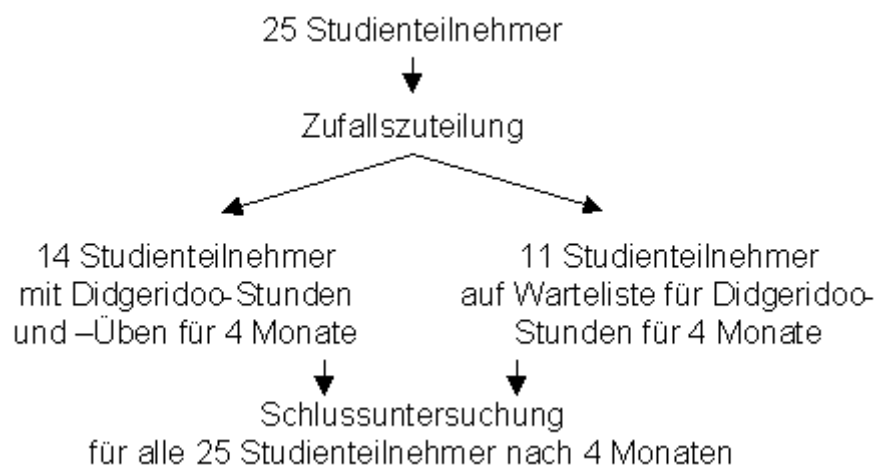 25 Studienteilnehmer
Zufallszuteilung
14 Studienteilnehmer
mit Didgeridoo-Stunden
und –Üben für 4 Monate
11 Studienteilnehmer
auf Warteliste für Didgeridoo-
Stunden für 4 Monate
Schlussuntersuchung
für alle 25 Studienteilnehmer nach 4 Monaten